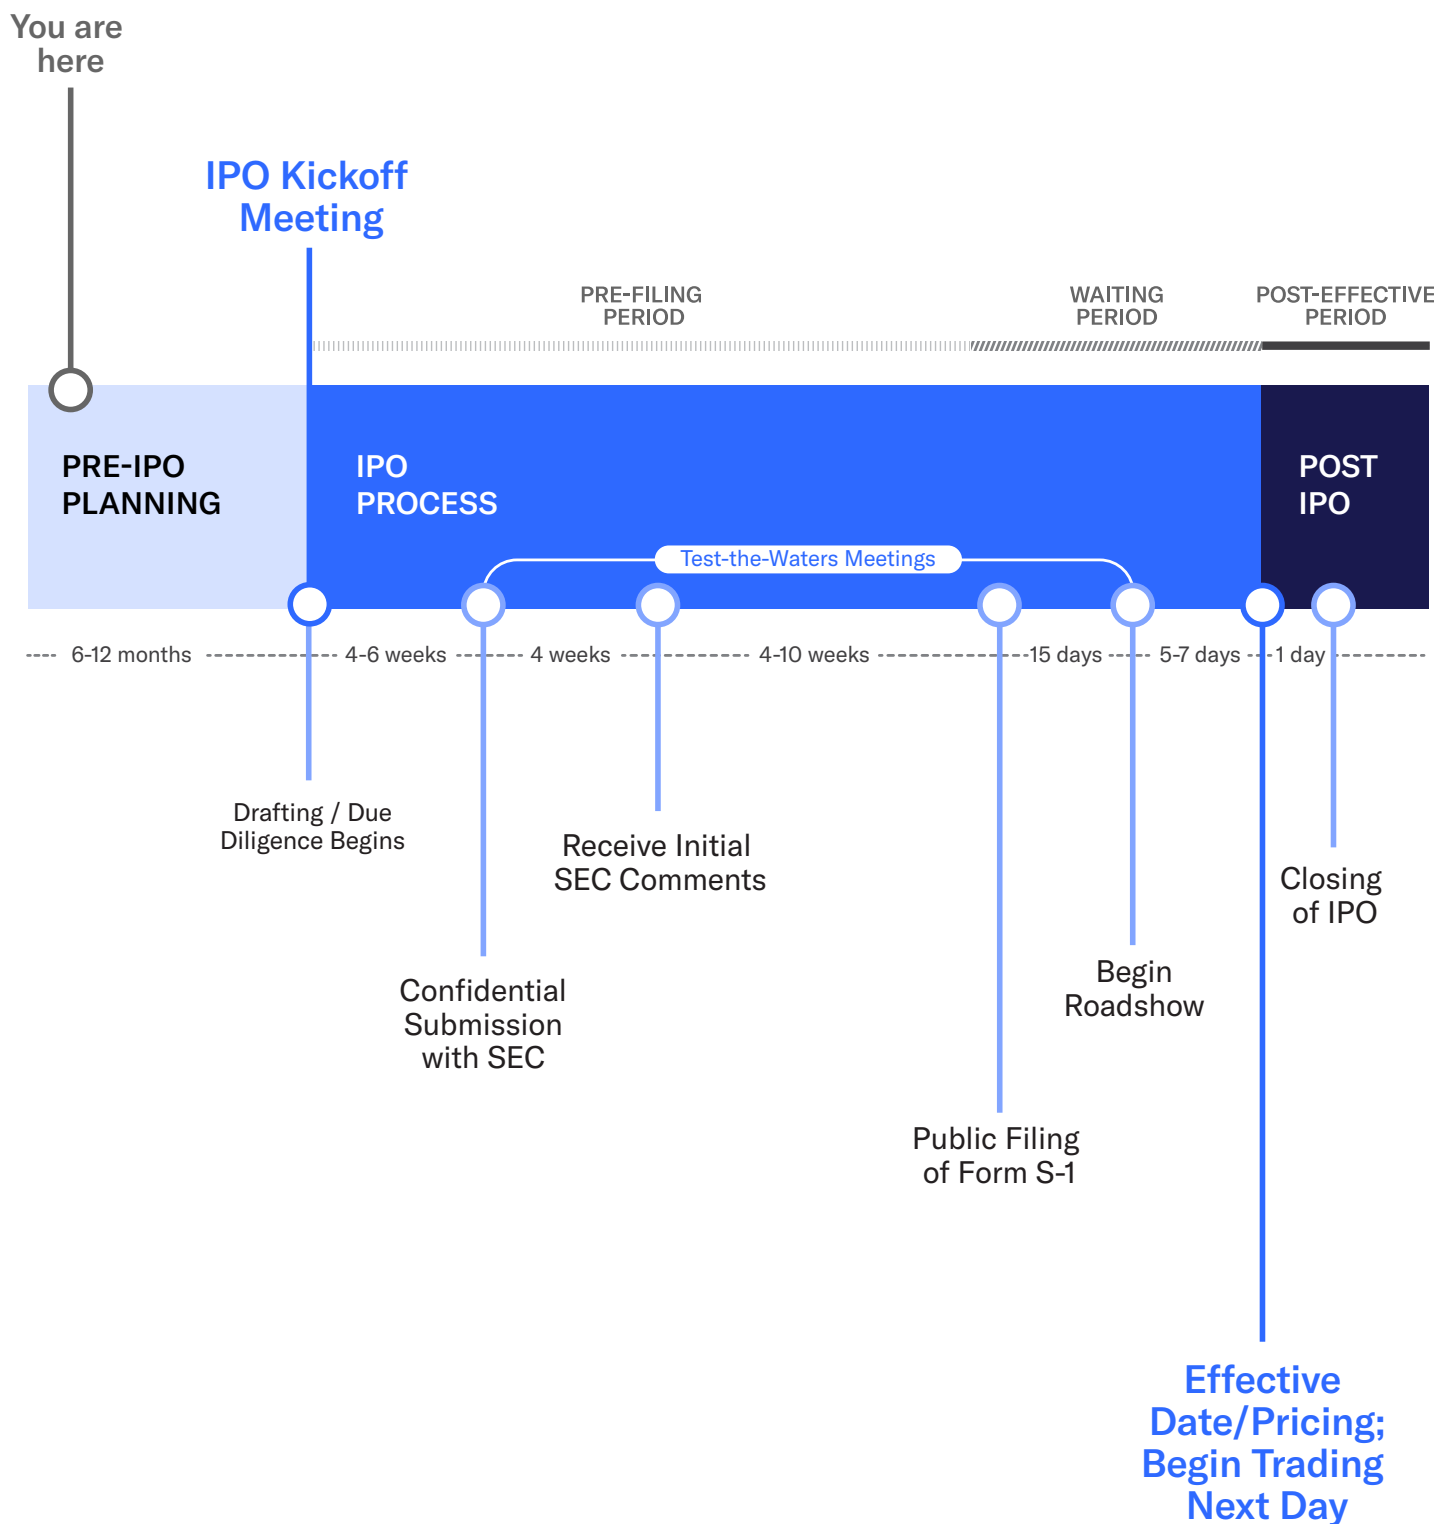 You are
here
IPO Kickoff
Meeting
PRE-FILING
PERIOD
WAITING
PERIOD
POST-EFFECTIVE
PERIOD
PRE-IPO
PLANNING
IPO
PROCESS
POST
IPO
Test-the-Waters Meetings
6-12 months
4-6 weeks
4 weeks
4-10 weeks
15 days
5-7 days
1 day
Drafting / Due
Diligence Begins
Receive Initial
SEC Comments
Closing
of IPO
Confidential
Submission
with SEC
Begin
Roadshow
Public Filing
of Form S-1
Effective
Date/Pricing;
Begin Trading
Next Day